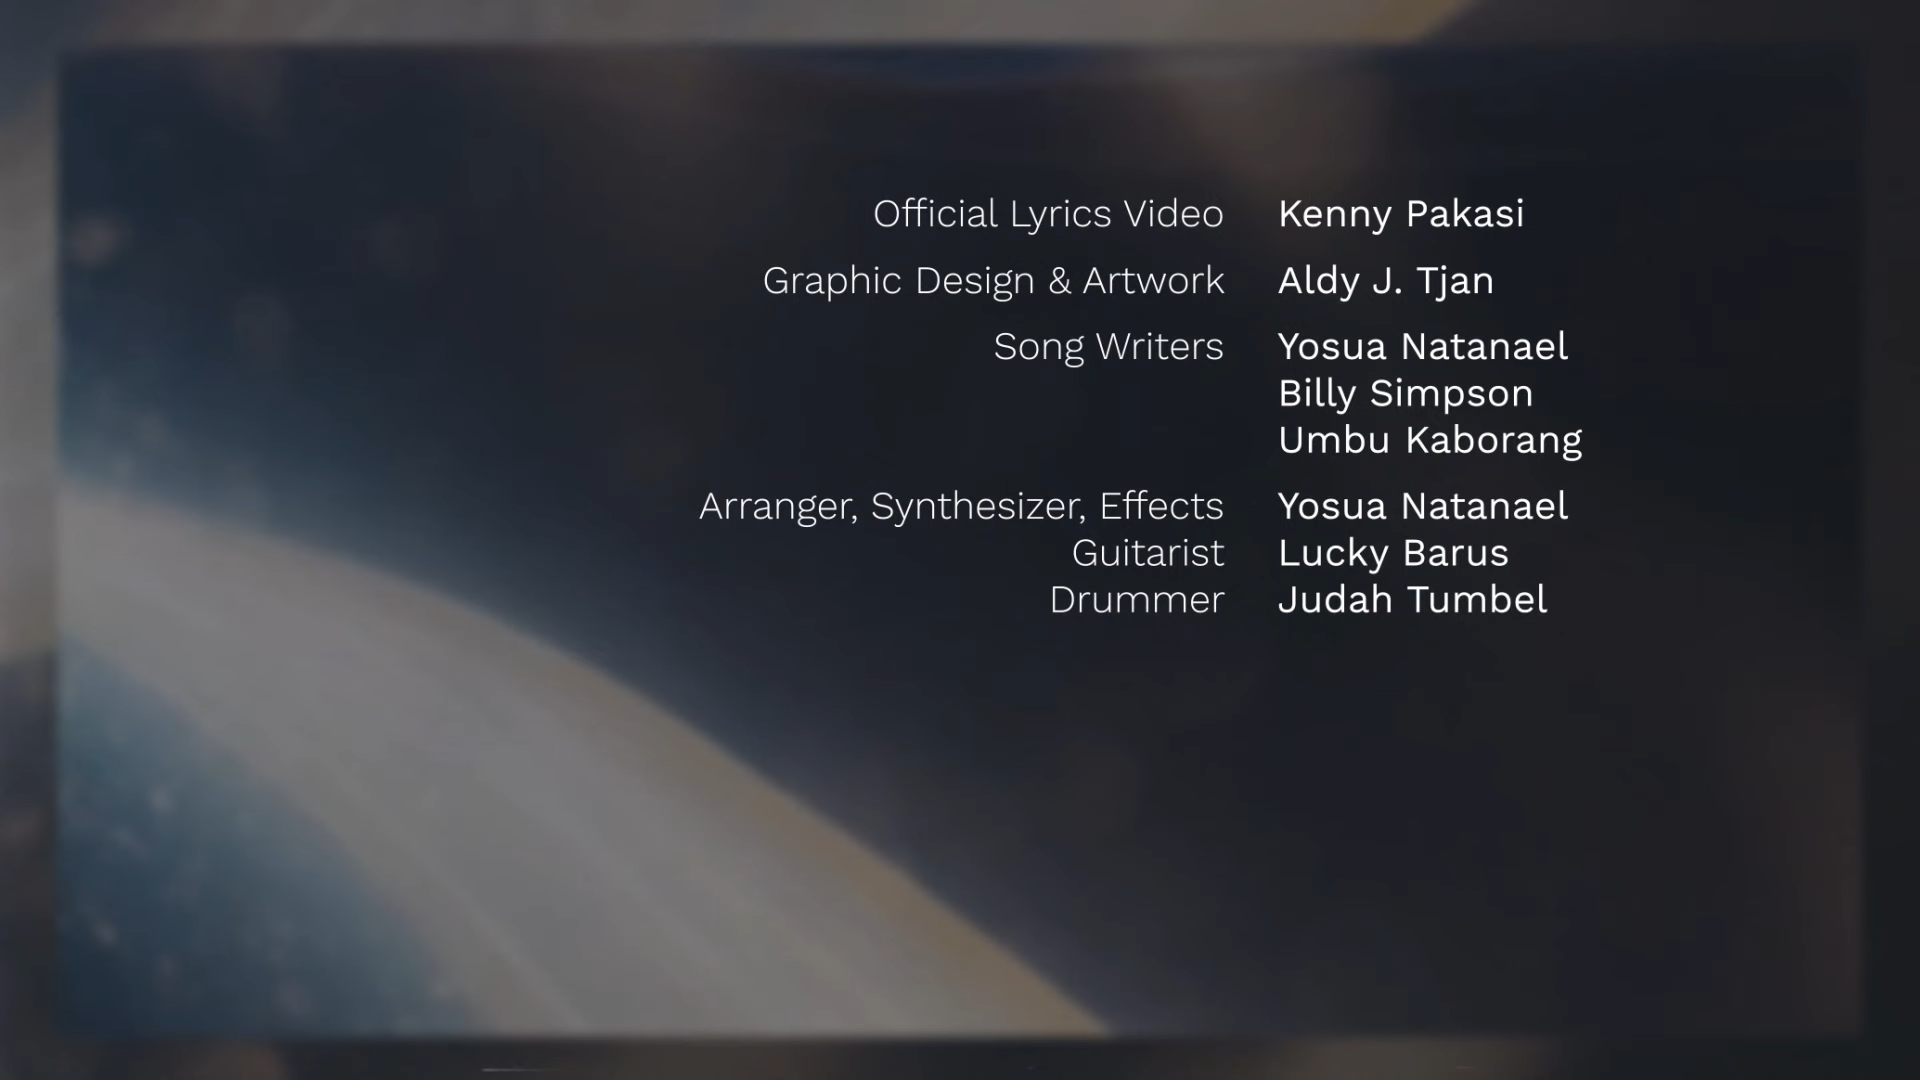 Official Lyrics Video Kenny Pakasi
Graphic Design & Artwork Aldy J. Tjan
Song Writers Yosua Natanael
Billy Simpson
Umbu Kaborang
Arranger, Synthesizer, Effects Yosua Natanael
Guitarist Lucky Barus
Drummer Judah Tumbel